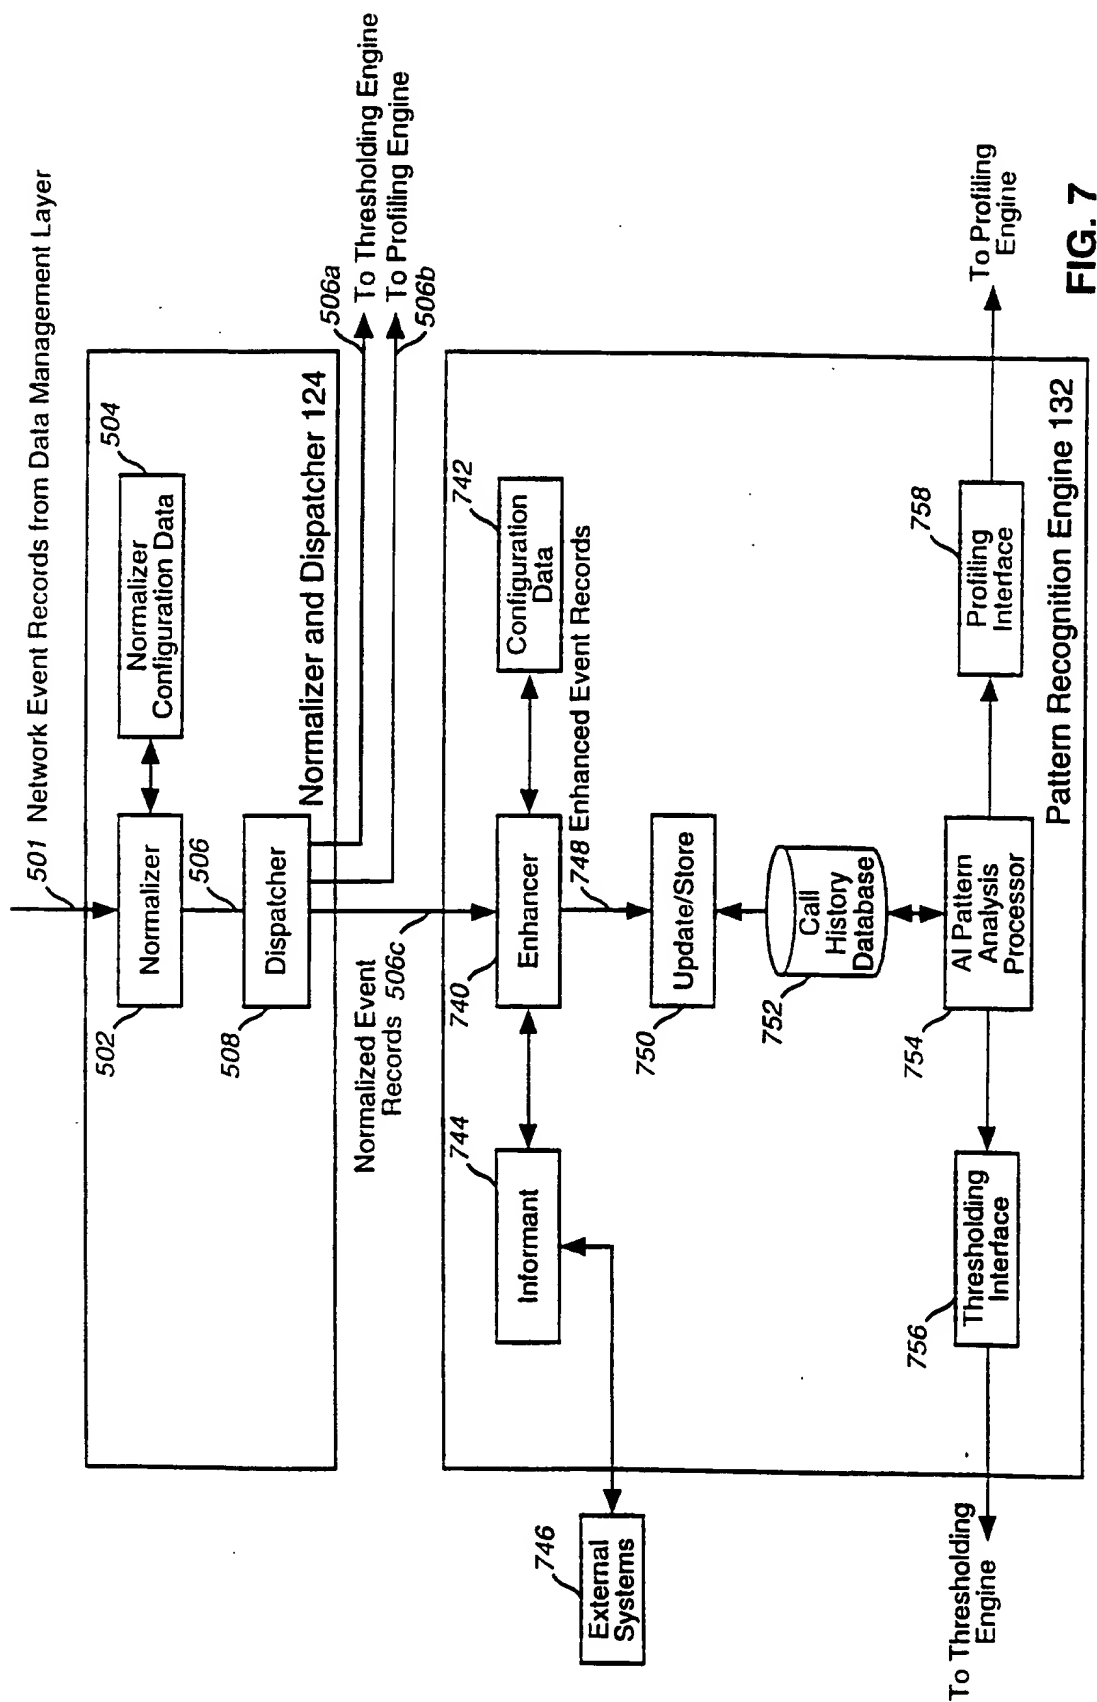 501 Network Event Records from Data Management Layer
502
Normalizer
Normalizer
Configuration Data
504
506
508
Dispatcher
Normalizer and Dispatcher 124
506a
To Thresholding Engine
To Profiling Engine
506b
Normalized Event
Records 506c
744
Informant
740
Enhancer
742
Configuration
Data
746
External
Systems
748 Enhanced Event Records
750
Update/Store
752
Call
History
Database
754
AI Pattern
Analysis
Processor
756
Thresholding
Interface
758
Profiling
Interface
To Thresholding
Engine
To Profiling
Engine
Pattern Recognition Engine 132
FIG. 7